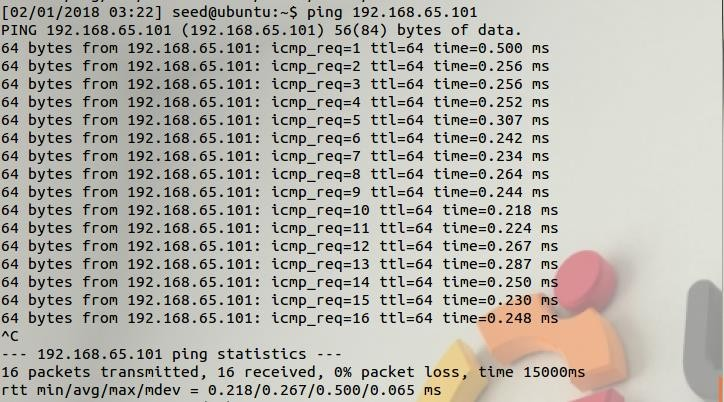 [02/01/2018 03:22] seed@ubuntu:~$ ping 192.168.65.101
PING 192.168.65.101 (192.168.65.101) 56(84) bytes of data.
64 bytes from 192.168.65.101: icmp_req=1 ttl=64 time=0.500 ms
64 bytes from 192.168.65.101: icmp_req=2 ttl=64 time=0.256 ms
64 bytes from 192.168.65.101: icmp_req=3 ttl=64 time=0.256 ms
64 bytes from 192.168.65.101: icmp_req=4 ttl=64 time=0.252 ms
64 bytes from 192.168.65.101: icmp_req=5 ttl=64 time=0.307 ms
64 bytes from 192.168.65.101: icmp_req=6 ttl=64 time=0.242 ms
64 bytes from 192.168.65.101: icmp_req=7 ttl=64 time=0.234 ms
64 bytes from 192.168.65.101: icmp_req=8 ttl=64 time=0.264 ms
64 bytes from 192.168.65.101: icmp_req=9 ttl=64 time=0.244 ms
64 bytes from 192.168.65.101: icmp_req=10 ttl=64 time=0.218 ms
64 bytes from 192.168.65.101: icmp_req=11 ttl=64 time=0.224 ms
64 bytes from 192.168.65.101: icmp_req=12 ttl=64 time=0.267 ms
64 bytes from 192.168.65.101: icmp_req=13 ttl=64 time=0.287 ms
64 bytes from 192.168.65.101: icmp_req=14 ttl=64 time=0.250 ms
64 bytes from 192.168.65.101: icmp_req=15 ttl=64 time=0.230 ms
64 bytes from 192.168.65.101: icmp_req=16 ttl=64 time=0.248 ms
^C
--- 192.168.65.101 ping statistics ---
16 packets transmitted, 16 received, 0% packet loss, time 15000ms
rtt min/avg/max/mdev = 0.218/0.267/0.500/0.065 ms